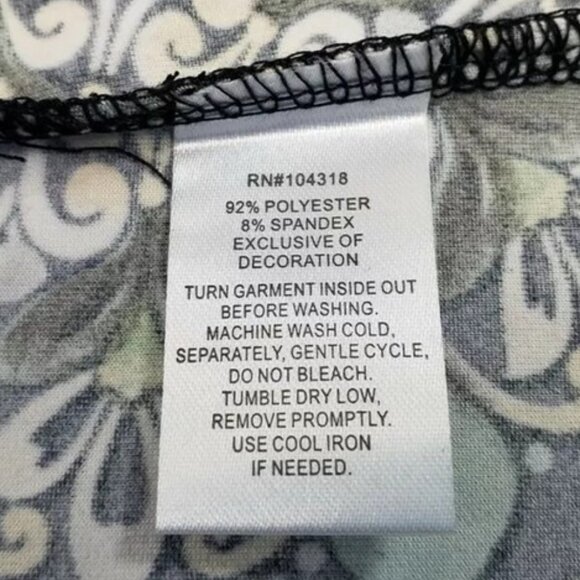 RN#104318
92% POLYESTER
8% SPANDEX
EXCLUSIVE OF
DECORATION
TURN GARMENT INSIDE OUT
BEFORE WASHING.
MACHINE WASH COLD,
SEPARATELY, GENTLE CYCLE,
DO NOT BLEACH.
TUMBLE DRY LOW,
REMOVE PROMPTLY.
USE COOL IRON
IF NEEDED.